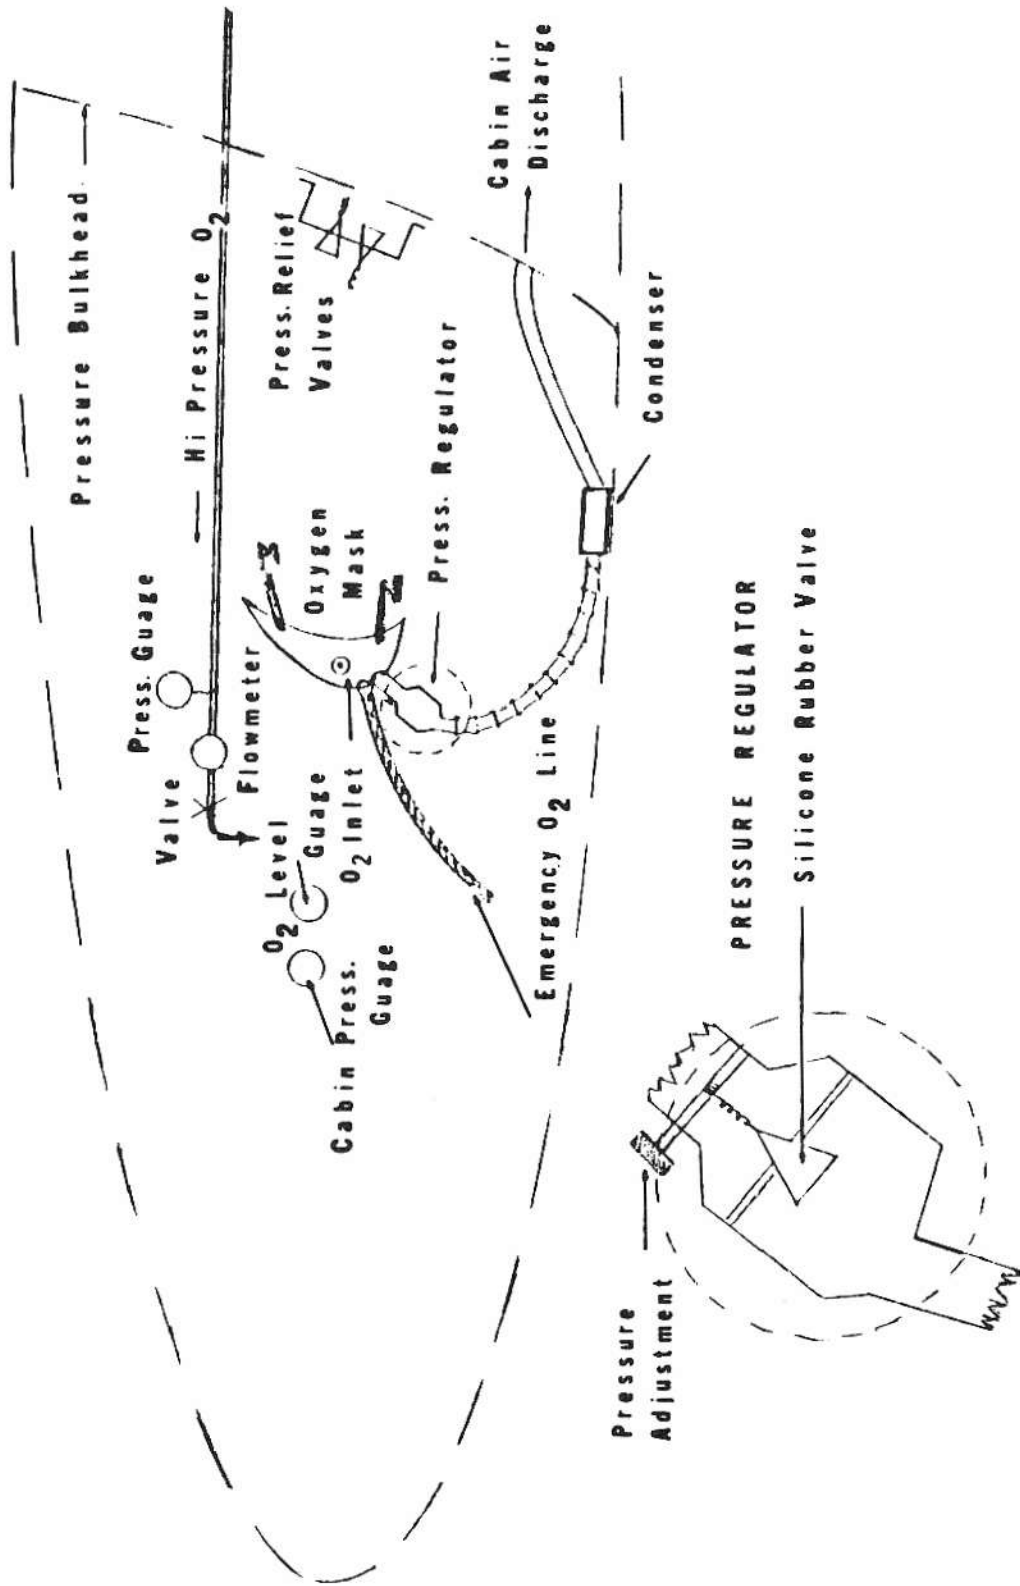 Pressure Bulkhead
Hi Pressure O2
Press. Guage
Valve
Flowmeter
Press. Relief
Valves
Cabin Air
Discharge
Oxygen
Mask
Press. Regulator
Condenser
O2 Level
Guage
O2 Inlet
Cabin Press.
Guage
Emergency O2 Line
PRESSURE REGULATOR
Silicone Rubber Valve
Pressure
Adjustment